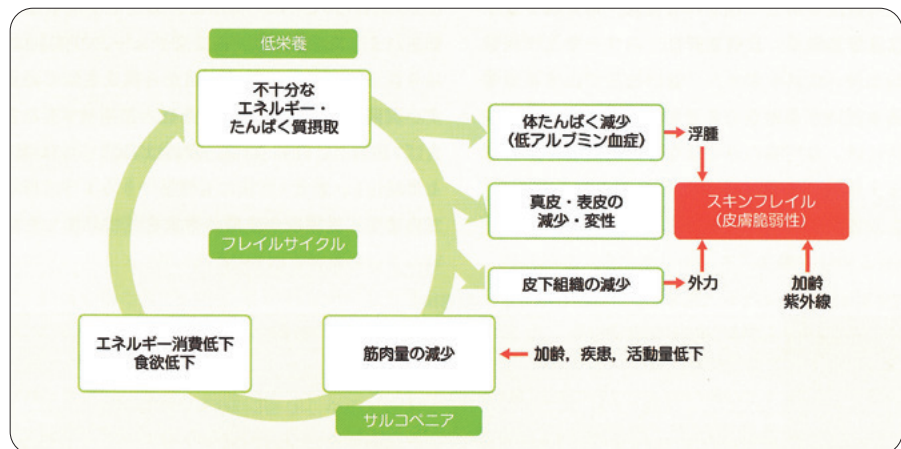 低栄養
不十分な
エネルギー・
たんぱく質摂取
体たんぱく減少
(低アルブミン血症)
浮腫
真皮・表皮の
減少・変性
スキンフレイル
(皮膚脆弱性)
フレイルサイクル
皮下組織の減少
外力
加齢
紫外線
エネルギー消費低下
食欲低下
筋肉量の減少
加齢，疾患，活動量低下
サルコペニア